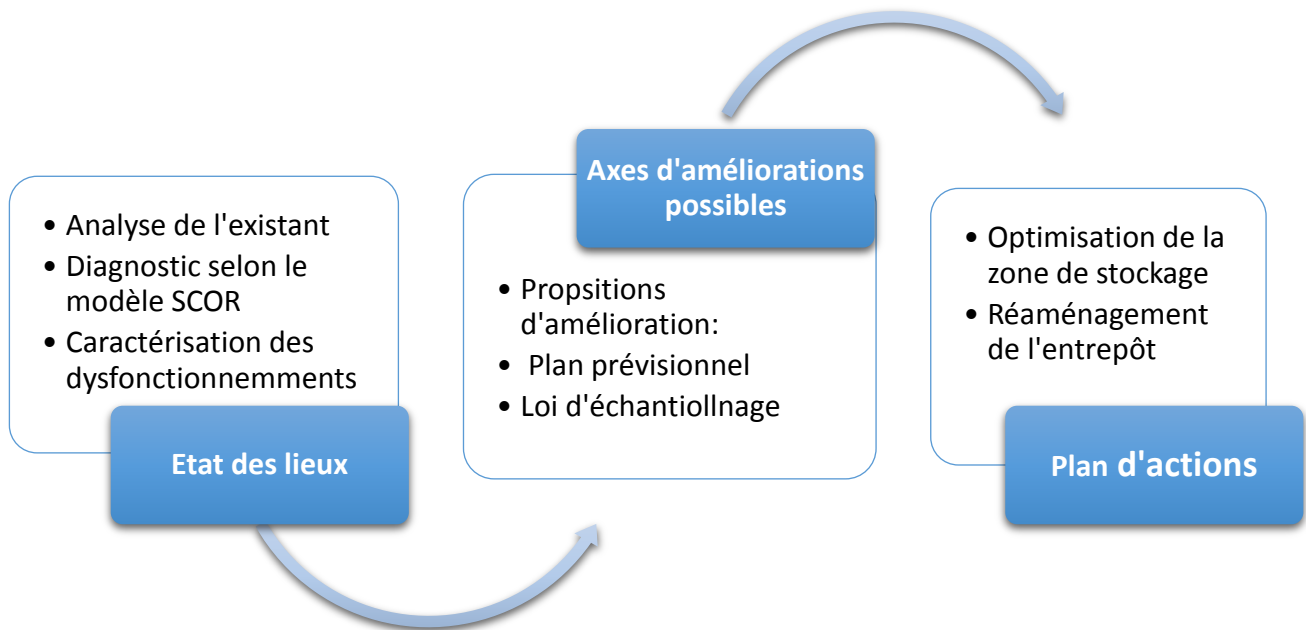 • Analyse de l'existant
• Diagnostic selon le
modèle SCOR
• Caractérisation des
dysfonctionnemments
Etat des lieux
Axes d'améliorations
possibles
• Propsitions
d'amélioration:
• Plan prévisionnel
• Loi d'échantiollnage
• Optimisation de la
zone de stockage
• Réaménagement
de l'entrepôt
Plan d'actions